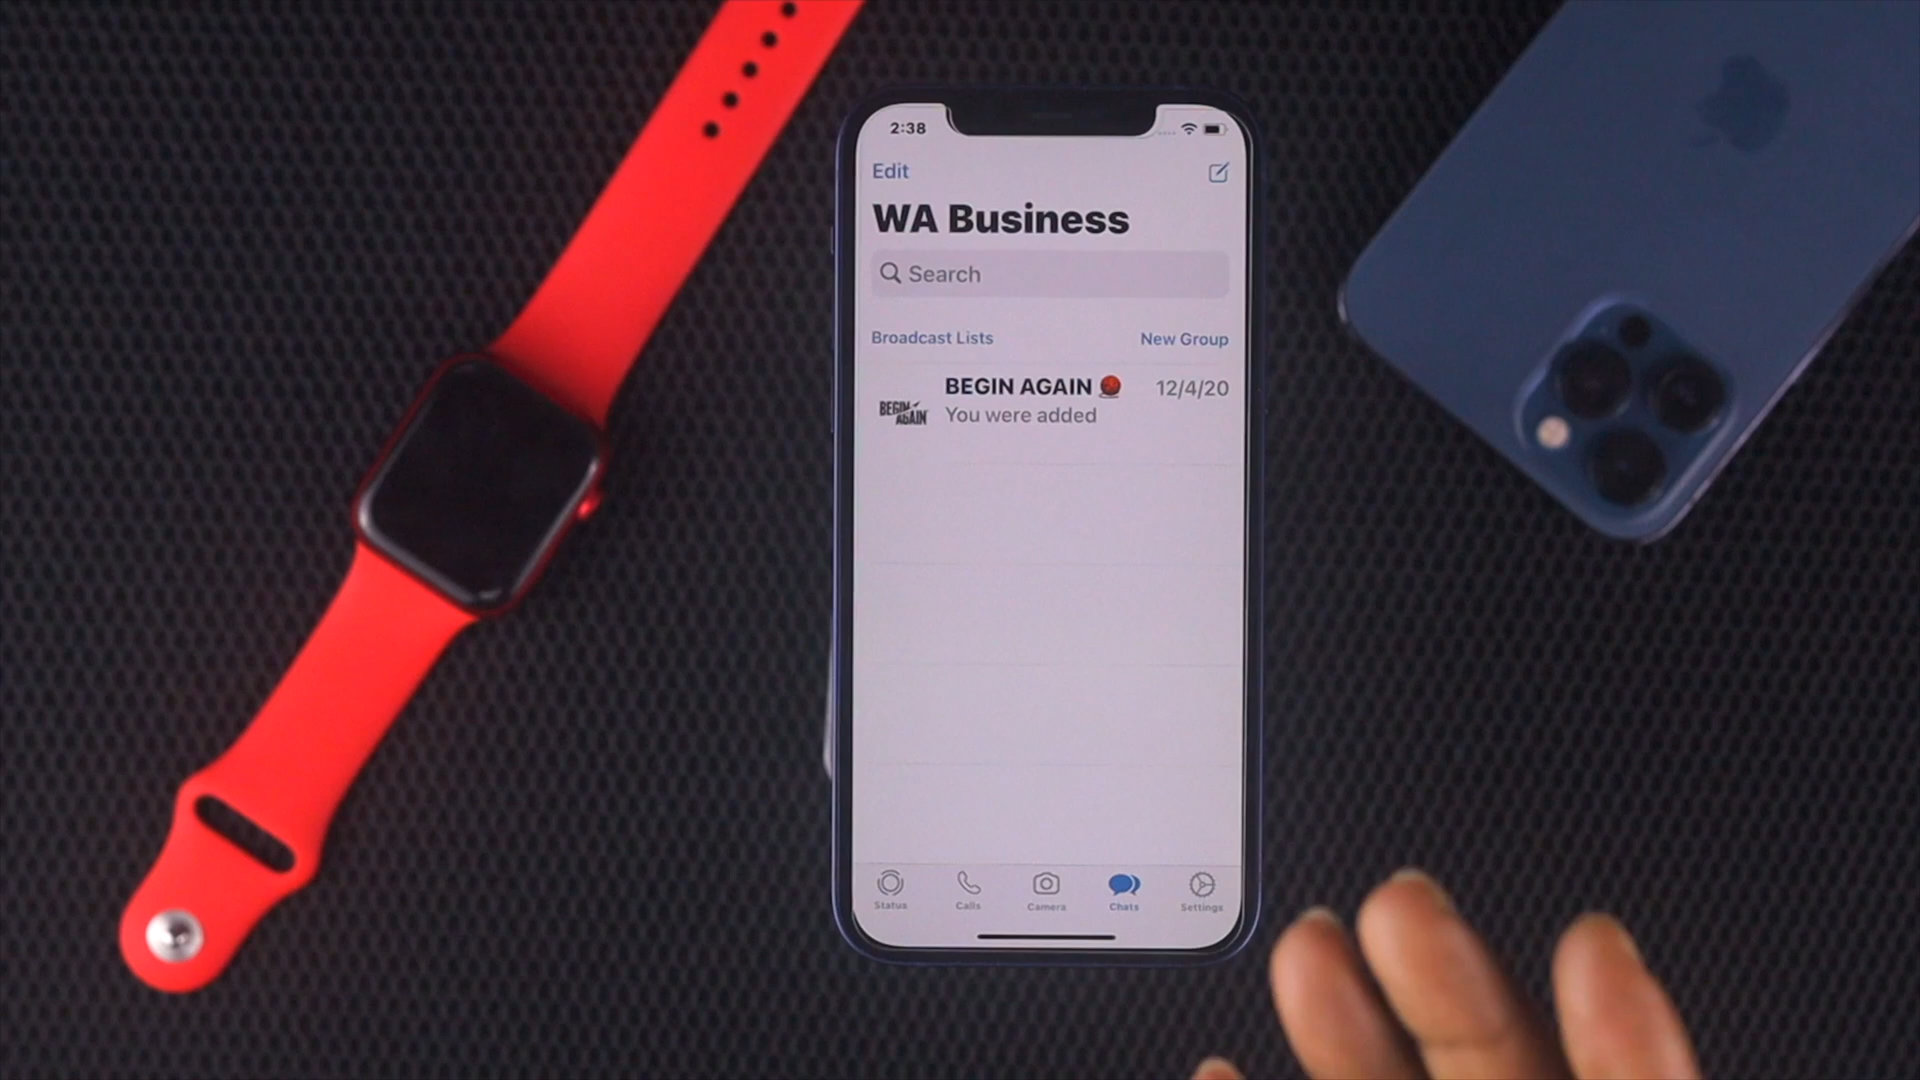 2:38
Edit
WA Business
Search
Broadcast Lists New Group
BEGIN AGAIN 12/4/20
BEGIN AGAIN
You were added
Status Calls Camera Chats Settings